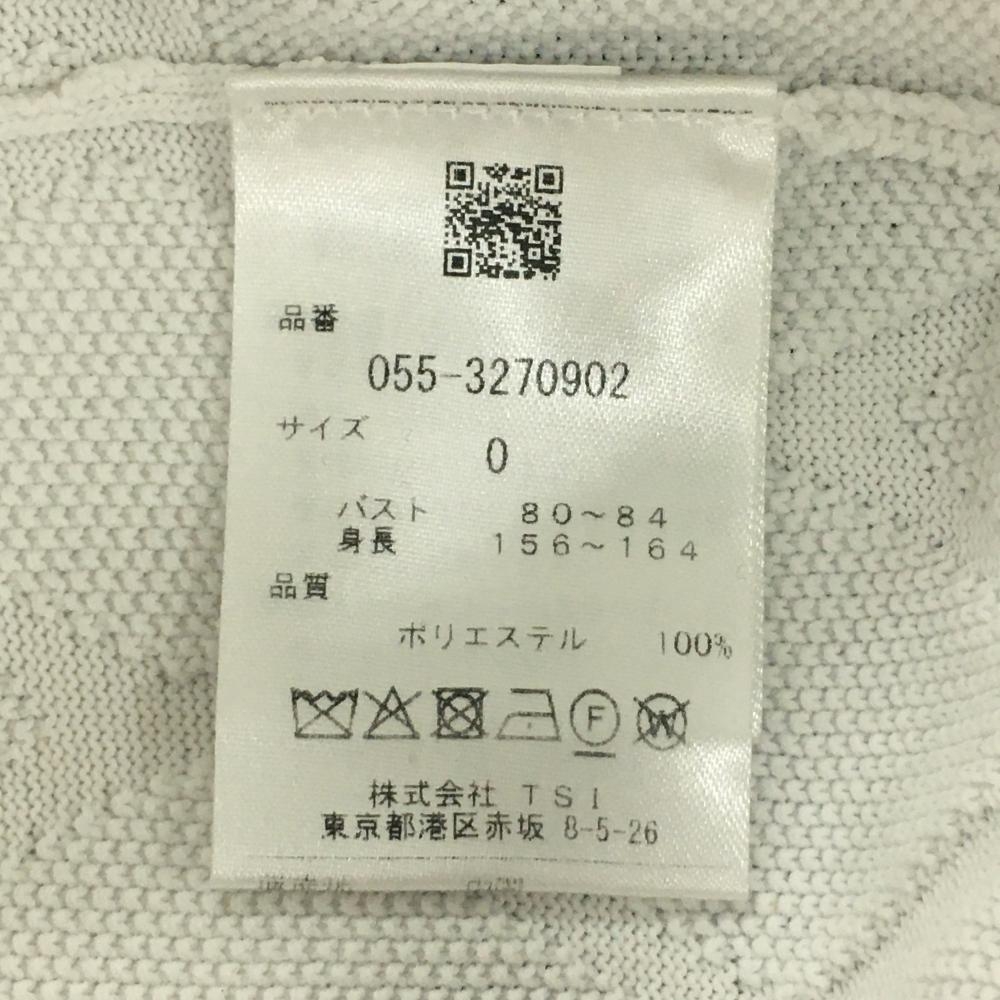 品番
055-3270902
サイズ
0
バスト 80～84
身長 156～164
品質
ポリエステル 100%
F W
株式会社 TSI
東京都港区赤坂 8-5-26